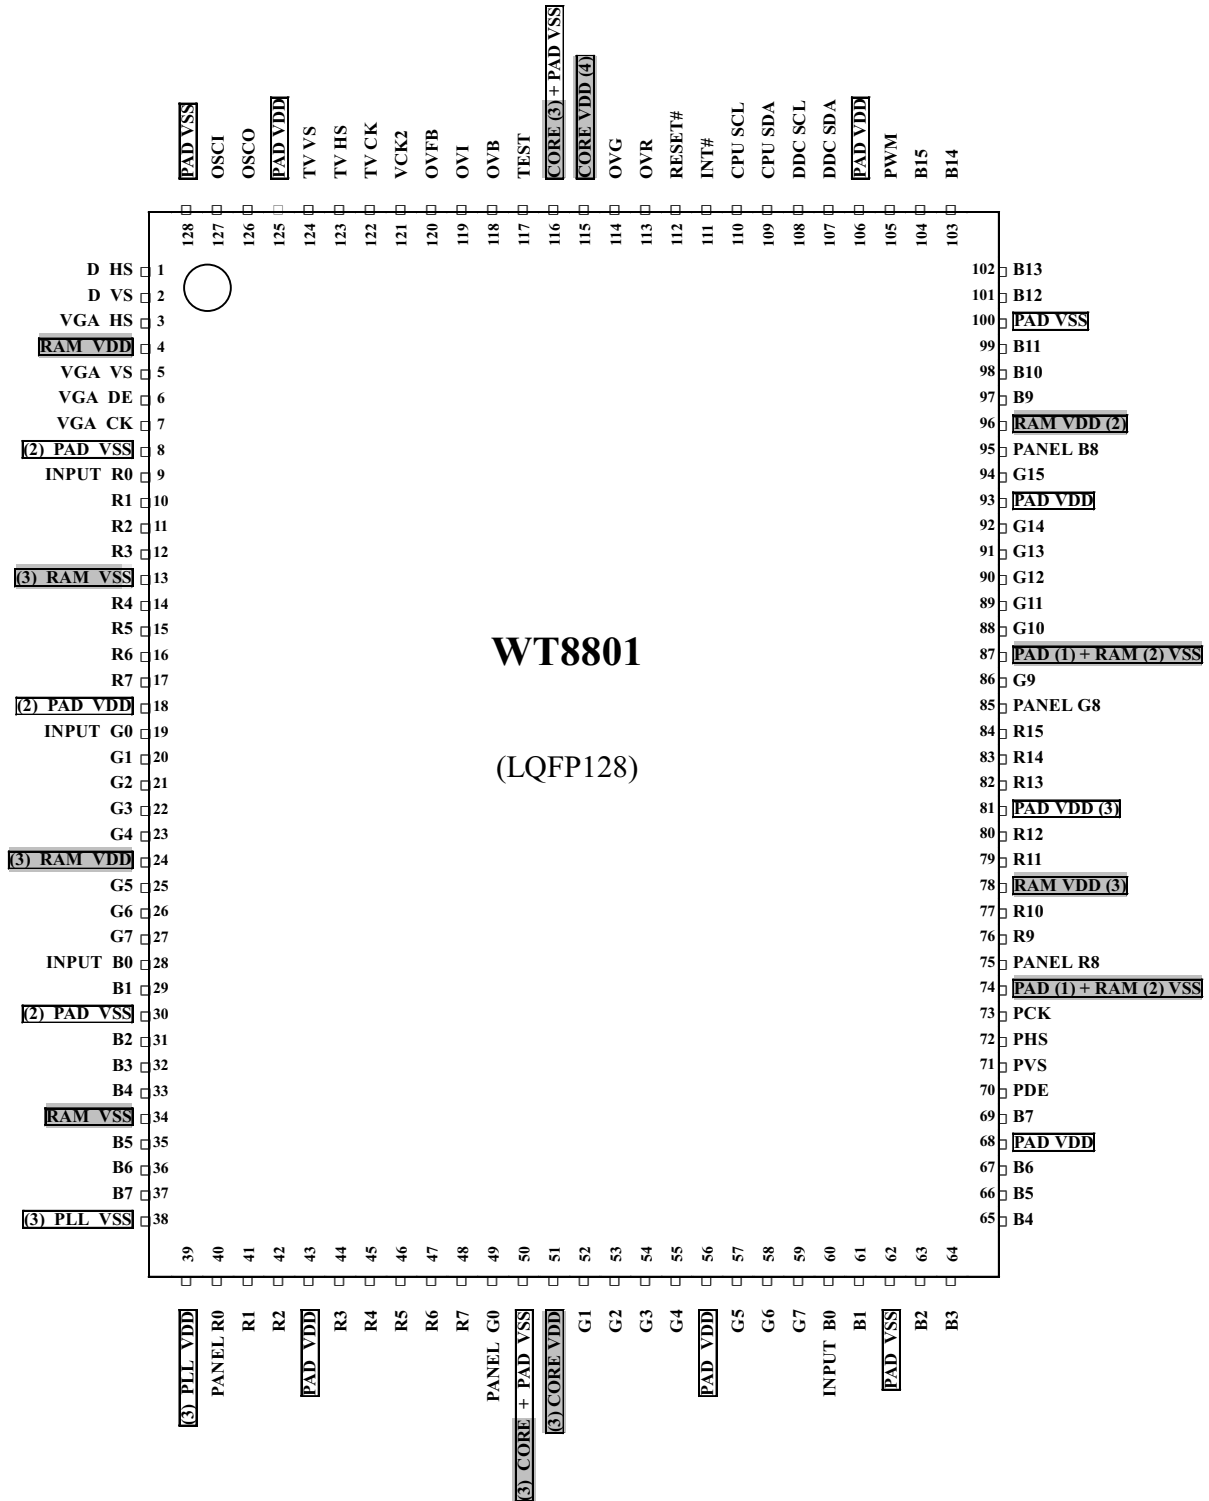 PAD VSS
OSCI
OSCO
PAD VDD
TV VS
TV HS
TV CK
VCK2
OVFB
OVI
OVB
TEST
CORE (3) + PAD VSS
CORE VDD (4)
OVG
OVR
RESET#
INT#
CPU SCL
CPU SDA
DDC SCL
DDC SDA
PAD VDD
PWM
B15
B14
128 127 126 125 124 123 122 121 120 119 118 117 116 115 114 113 112 111 110 109 108 107 106 105 104 103
D HS 1
D VS 2
VGA HS 3
RAM VDD 4
VGA VS 5
VGA DE 6
VGA CK 7
(2) PAD VSS 8
INPUT R0 9
R1 10
R2 11
R3 12
(3) RAM VSS 13
R4 14
R5 15
R6 16
R7 17
(2) PAD VDD 18
INPUT G0 19
G1 20
G2 21
G3 22
G4 23
(3) RAM VDD 24
G5 25
G6 26
G7 27
INPUT B0 28
B1 29
(2) PAD VSS 30
B2 31
B3 32
B4 33
RAM VSS 34
B5 35
B6 36
B7 37
(3) PLL VSS 38
WT8801
(LQFP128)
102 B13
101 B12
100 PAD VSS
99 B11
98 B10
97 B9
96 RAM VDD (2)
95 PANEL B8
94 G15
93 PAD VDD
92 G14
91 G13
90 G12
89 G11
88 G10
87 PAD (1) + RAM (2) VSS
86 G9
85 PANEL G8
84 R15
83 R14
82 R13
81 PAD VDD (3)
80 R12
79 R11
78 RAM VDD (3)
77 R10
76 R9
75 PANEL R8
74 PAD (1) + RAM (2) VSS
73 PCK
72 PHS
71 PVS
70 PDE
69 B7
68 PAD VDD
67 B6
66 B5
65 B4
39 40 41 42 43 44 45 46 47 48 49 50 51 52 53 54 55 56 57 58 59 60 61 62 63 64
(3) PLL VDD
PANEL R0
R1
R2
PAD VDD
R3
R4
R5
R6
R7
PANEL G0
(3) CORE + PAD VSS
(3) CORE VDD
G1
G2
G3
G4
PAD VDD
G5
G6
G7
INPUT B0
B1
PAD VSS
B2
B3